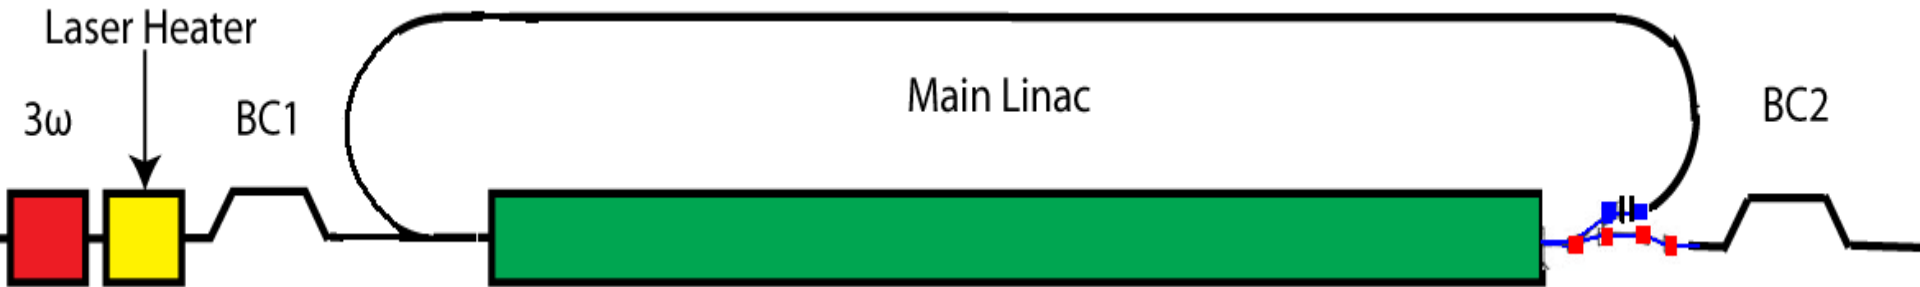 Laser Heater
3ω
BC1
Main Linac
BC2